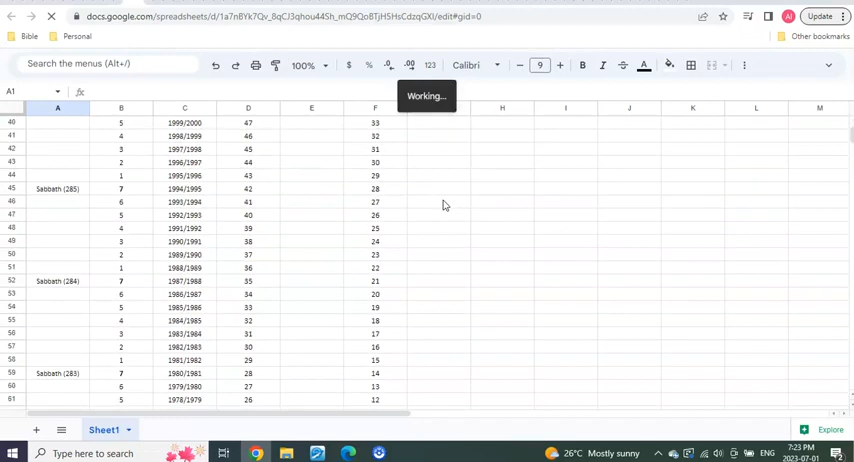 docs.google.com/spreadsheets/d/1a7nBYk7Qv_8qCJ3qhou44Sh_mQ9Qo8TjH5HsCdzqGXI/edit#gid=0
AI
Update
Bible Personal Other bookmarks
Search the menus (Alt+/) 100% $ % .0 .00 123 Calibri - 9 + B I S A
A1 fx Working...
A B C D E F H I J K L M
40 5 1999/2000 47 33
41 4 1998/1999 46 32
42 3 1997/1998 45 31
43 2 1996/1997 44 30
44 1 1995/1996 43 29
45 Sabbath (285) 7 1994/1995 42 28
46 6 1993/1994 41 27
47 5 1992/1993 40 26
48 4 1991/1992 39 25
49 3 1990/1991 38 24
50 2 1989/1990 37 23
51 1 1988/1989 36 22
52 Sabbath (284) 7 1987/1988 35 21
53 6 1986/1987 34 20
54 5 1985/1986 33 19
55 4 1984/1985 32 18
56 3 1983/1984 31 17
57 2 1982/1983 30 16
58 1 1981/1982 29 15
59 Sabbath (283) 7 1980/1981 28 14
60 6 1979/1980 27 13
61 5 1978/1979 26 12
+ Sheet1 Explore
Type here to search 26°C Mostly sunny ENG 7:23 PM
2023-07-01 2